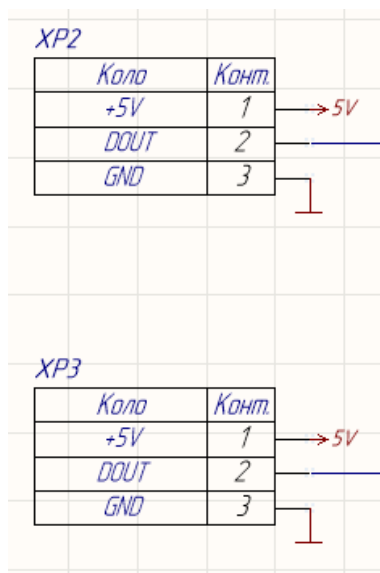 XP2
Коло Конт.
+5V 1 5V
DOUT 2
GND 3
XP3
Коло Конт.
+5V 1 5V
DOUT 2
GND 3